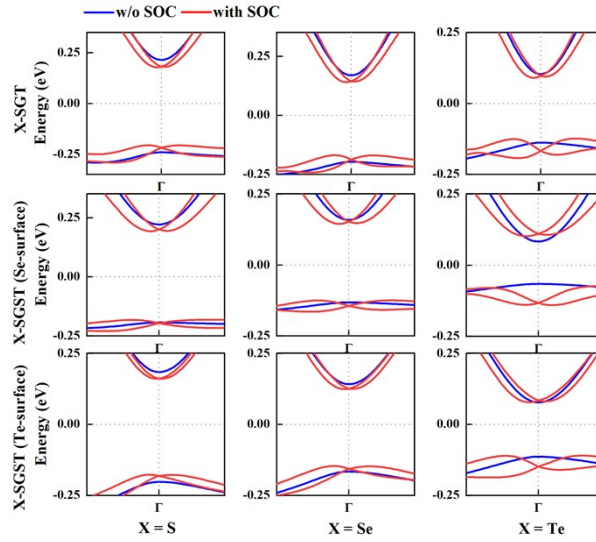 w/o SOC with SOC
X-SGT
Energy (eV)
0.25 0.25 0.25
0.00 0.00 0.00
-0.25 -0.25 -0.25
Γ Γ Γ
X-SGST (Se-surface)
Energy (eV)
0.25 0.25 0.25
0.00 0.00 0.00
-0.25 -0.25 -0.25
Γ Γ Γ
X-SGST (Te-surface)
Energy (eV)
0.25 0.25 0.25
0.00 0.00 0.00
-0.25 -0.25 -0.25
Γ Γ Γ
X = S X = Se X = Te